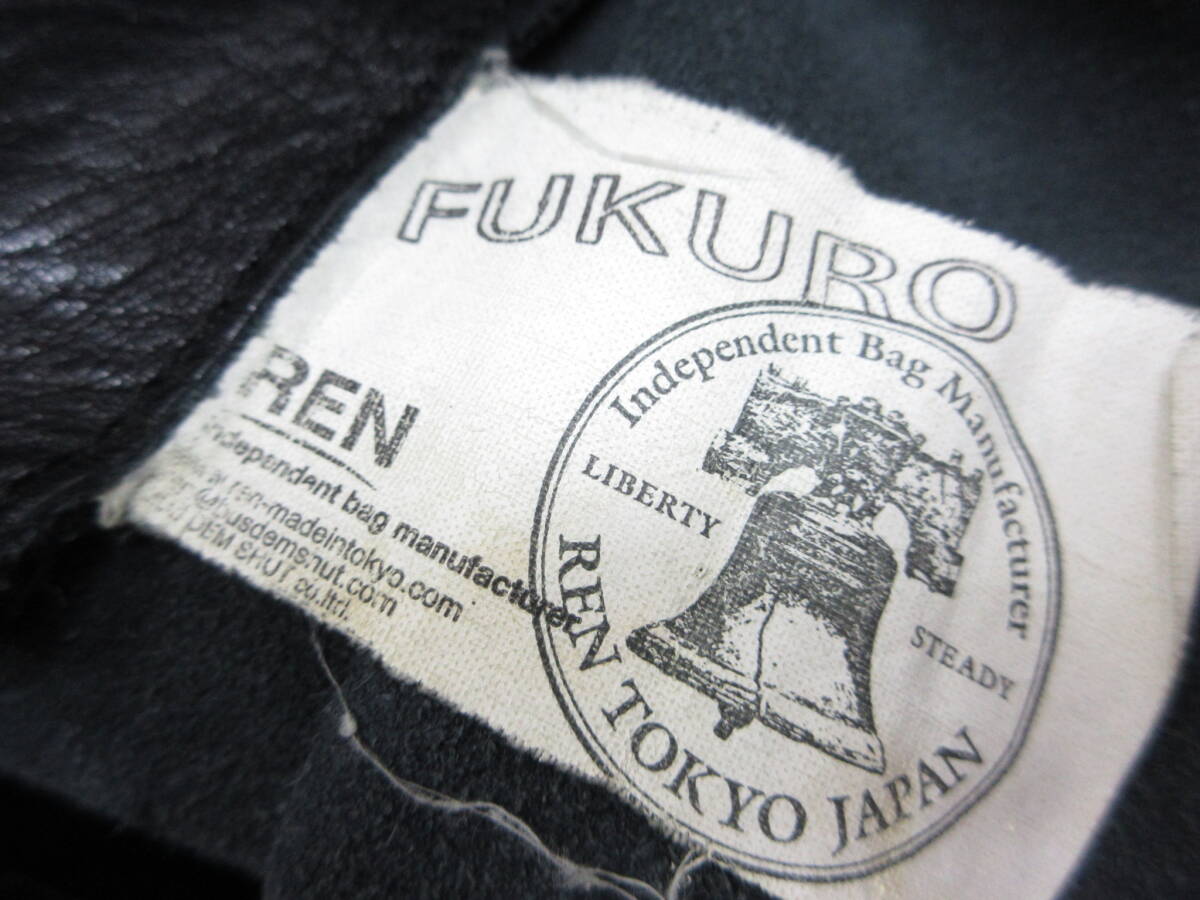 FUKURO
REN
independent bag manufacturer
ren-madeintokyo.com
DEM SHUT co.ltd.
Independent Bag Manufacturer
LIBERTY
STEADY
REN TOKYO JAPAN